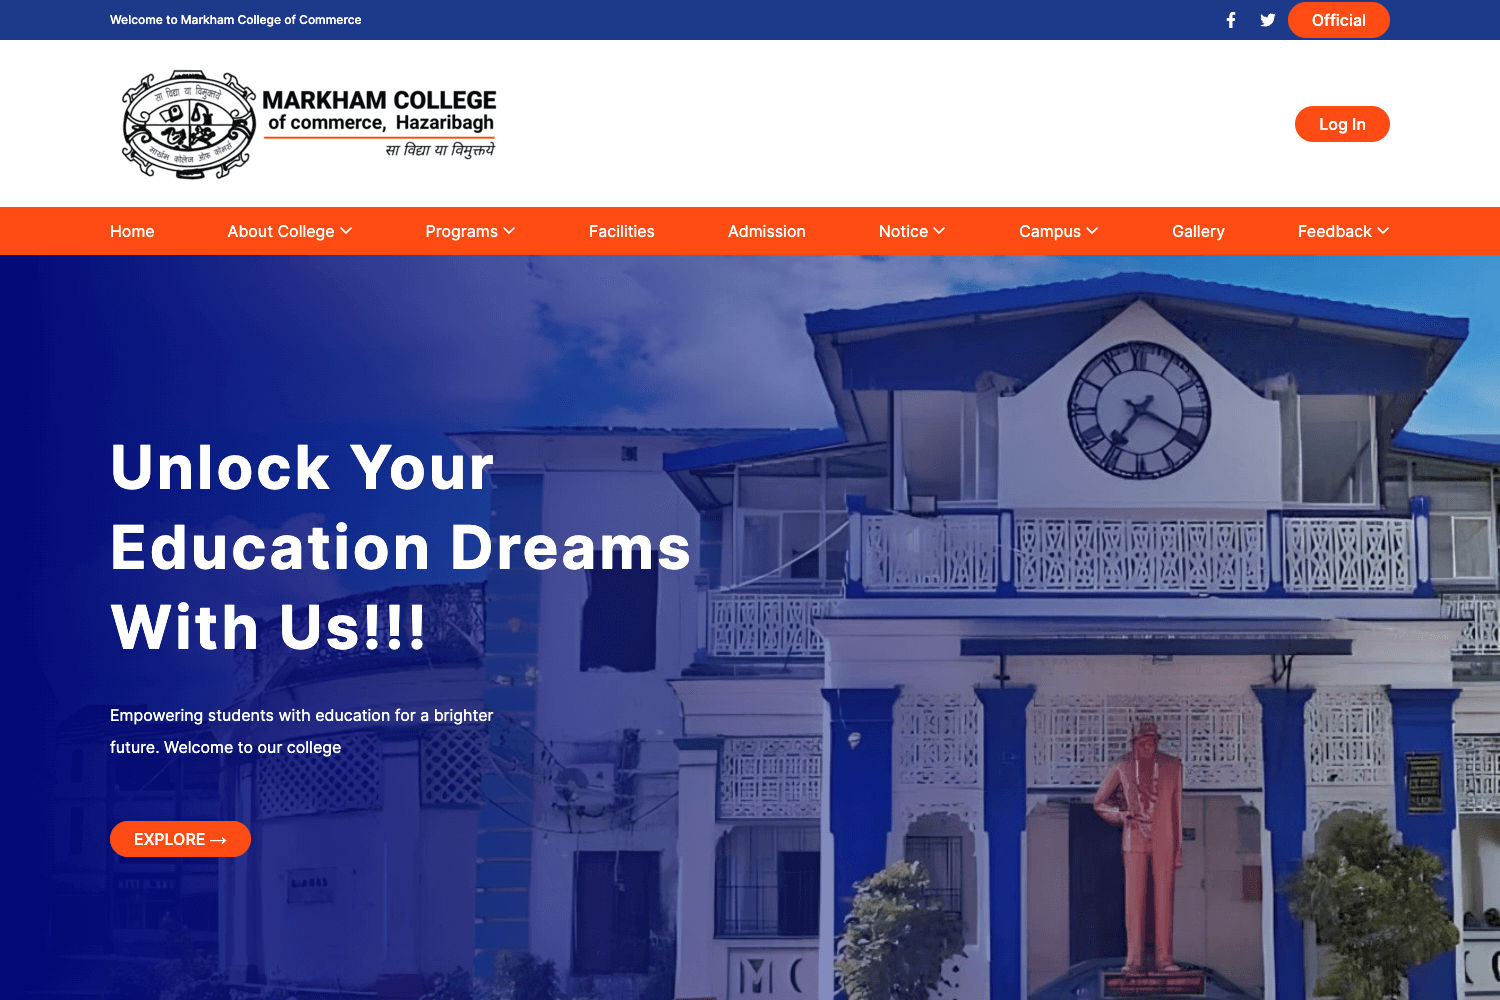 Welcome to Markham College of Commerce
Official
सा विद्या या विमुक्तये
मार्खम कॉलेज ऑफ कॉमर्स
MARKHAM COLLEGE
of commerce, Hazaribagh
सा विद्या या विमुक्तये
Log In
Home
About College
Programs
Facilities
Admission
Notice
Campus
Gallery
Feedback
Unlock Your
Education Dreams
With Us!!!
Empowering students with education for a brighter
future. Welcome to our college
EXPLORE →
M C